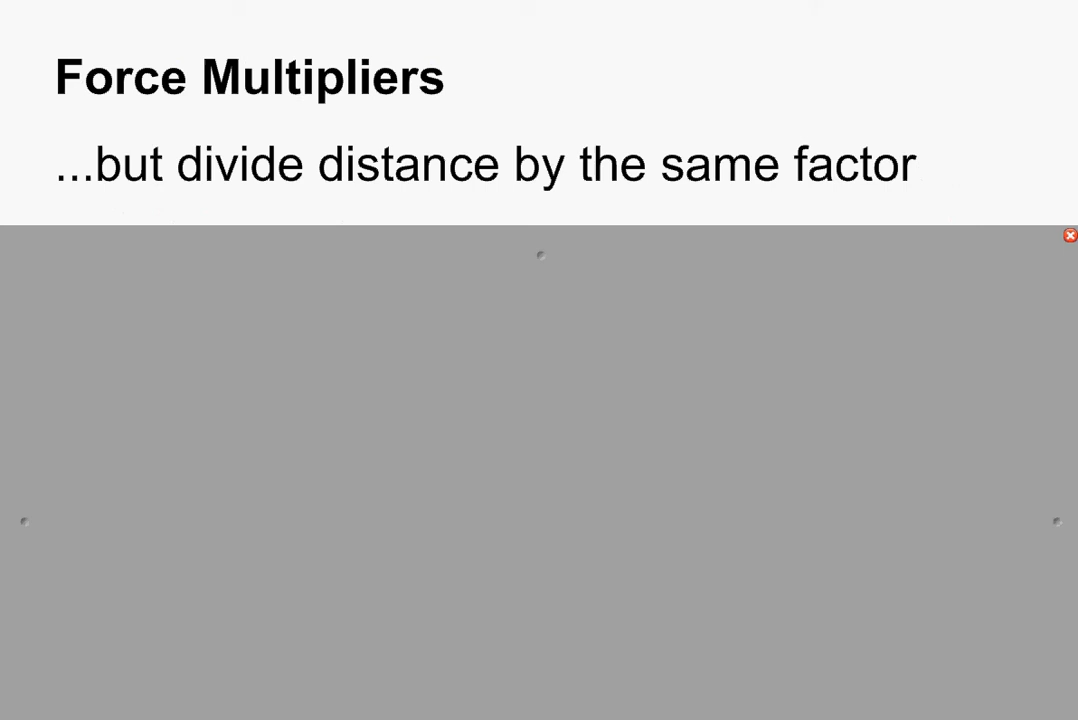 Force Multipliers
...but divide distance by the same factor